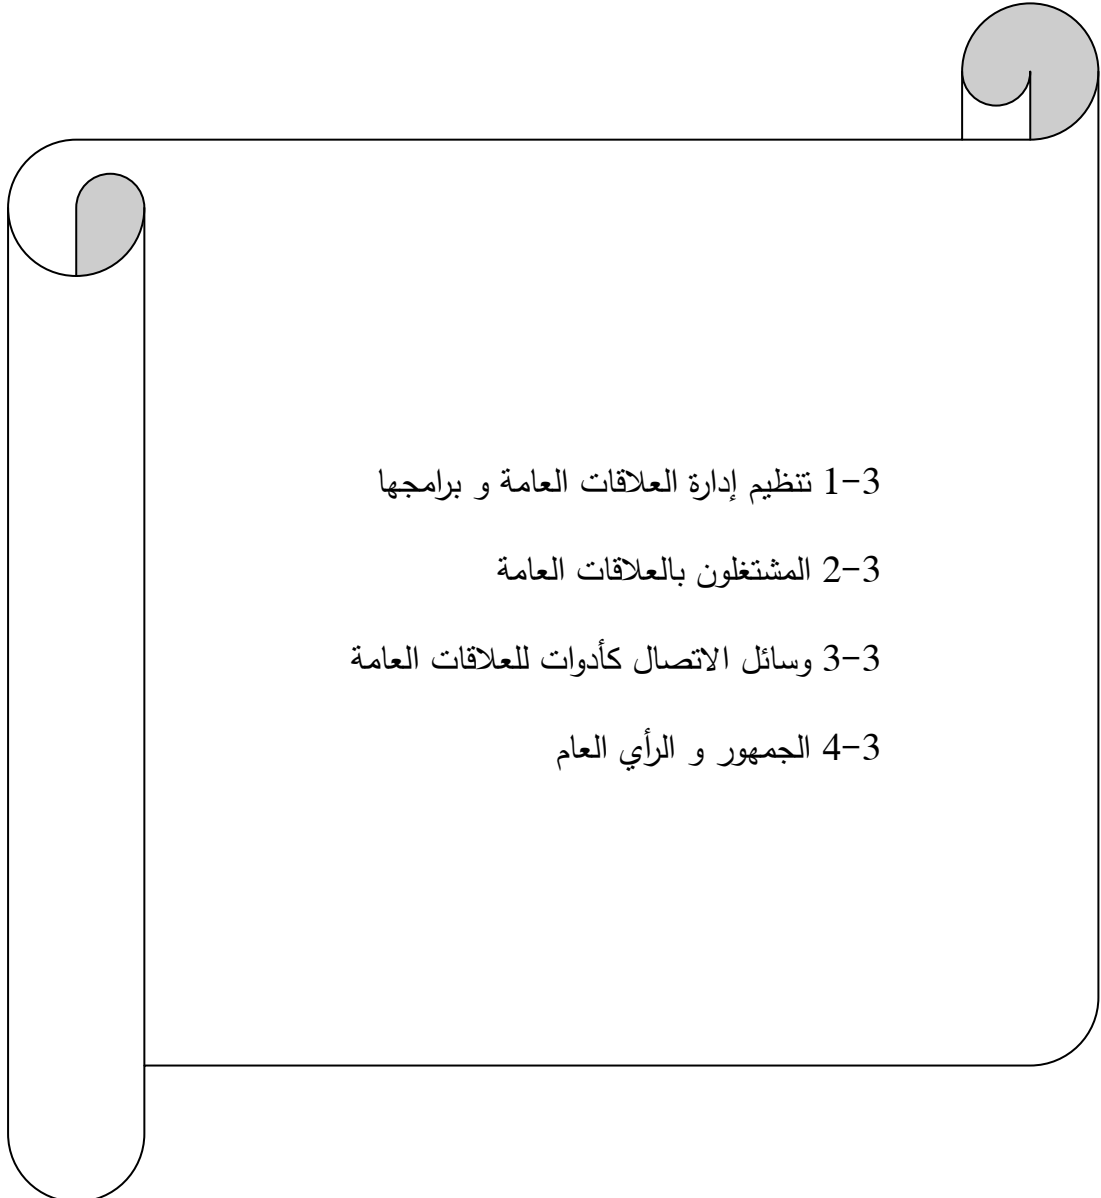 3-1 تنظيم إدارة العلاقات العامة و برامجها
3-2 المشتغلون بالعلاقات العامة
3-3 وسائل الاتصال كأدوات للعلاقات العامة
3-4 الجمهور و الرأي العام